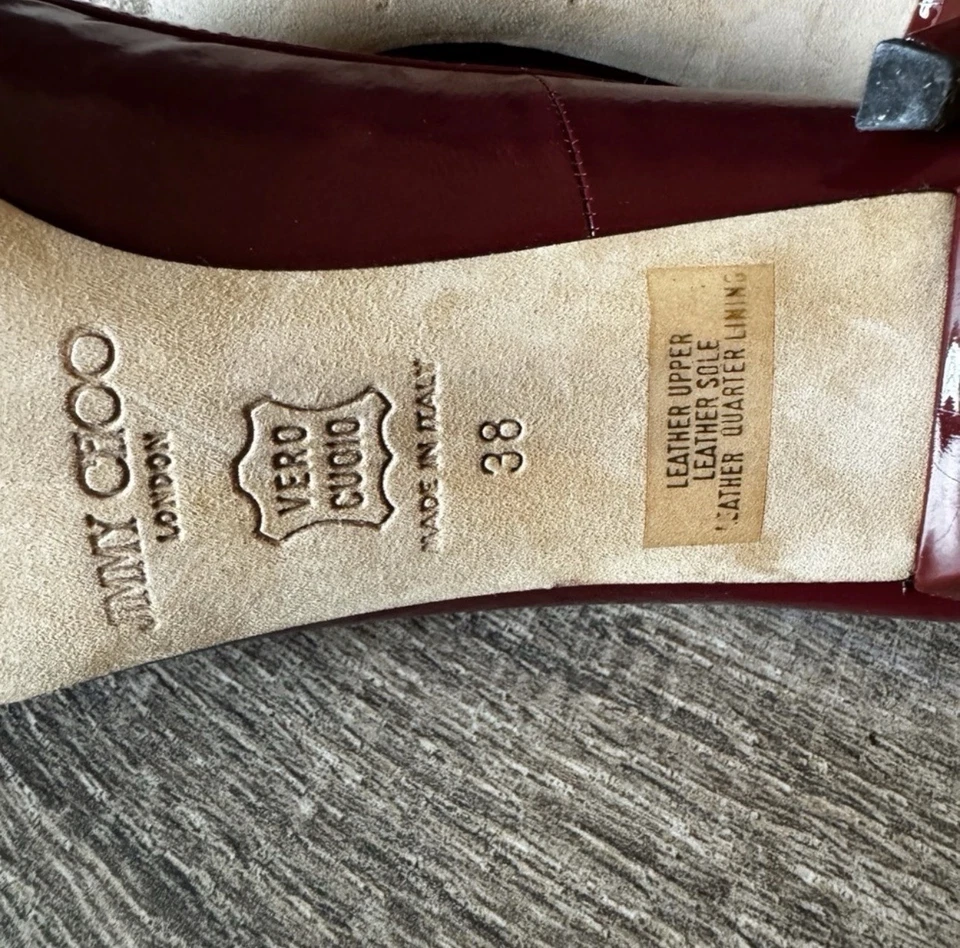 JIMMY CHOO
LONDON
VERO
CUOIO
MADE IN ITALY
38
LEATHER UPPER
LEATHER SOLE
LEATHER QUARTER LINING